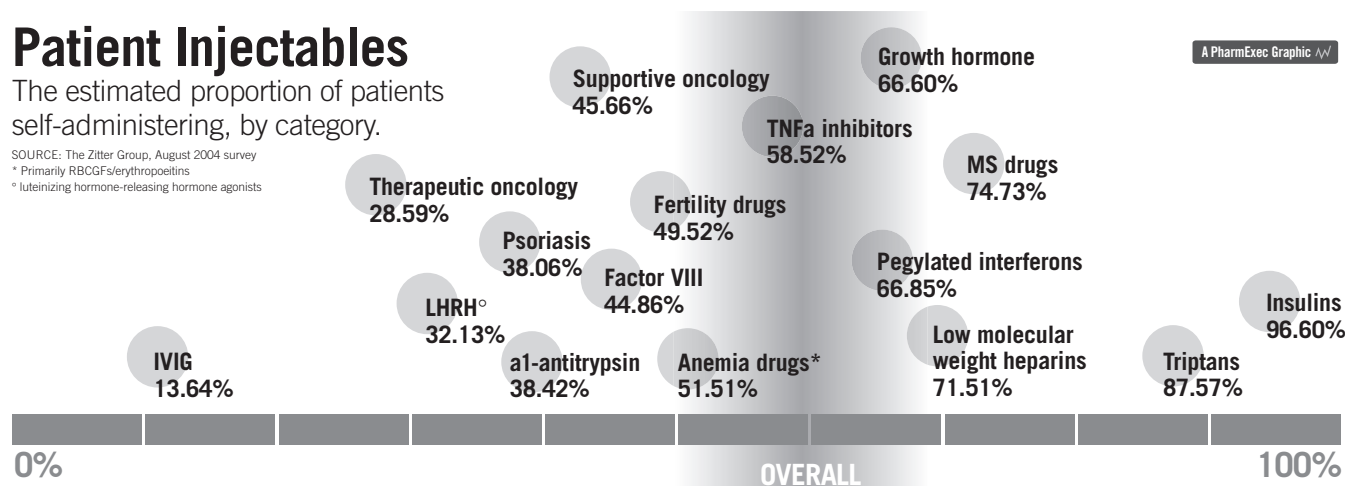 Patient Injectables
The estimated proportion of patients
self-administering, by category.
SOURCE: The Zitter Group, August 2004 survey
* Primarily RBCGFs/erythropoeitins
° luteinizing hormone-releasing hormone agonists
A PharmExec Graphic
Supportive oncology
45.66%
Growth hormone
66.60%
TNFa inhibitors
58.52%
MS drugs
74.73%
Therapeutic oncology
28.59%
Fertility drugs
49.52%
Psoriasis
38.06%
Factor VIII
44.86%
Pegylated interferons
66.85%
LHRH°
32.13%
Insulins
96.60%
IVIG
13.64%
a1-antitrypsin
38.42%
Anemia drugs*
51.51%
Low molecular
weight heparins
71.51%
Triptans
87.57%
0%
OVERALL
100%